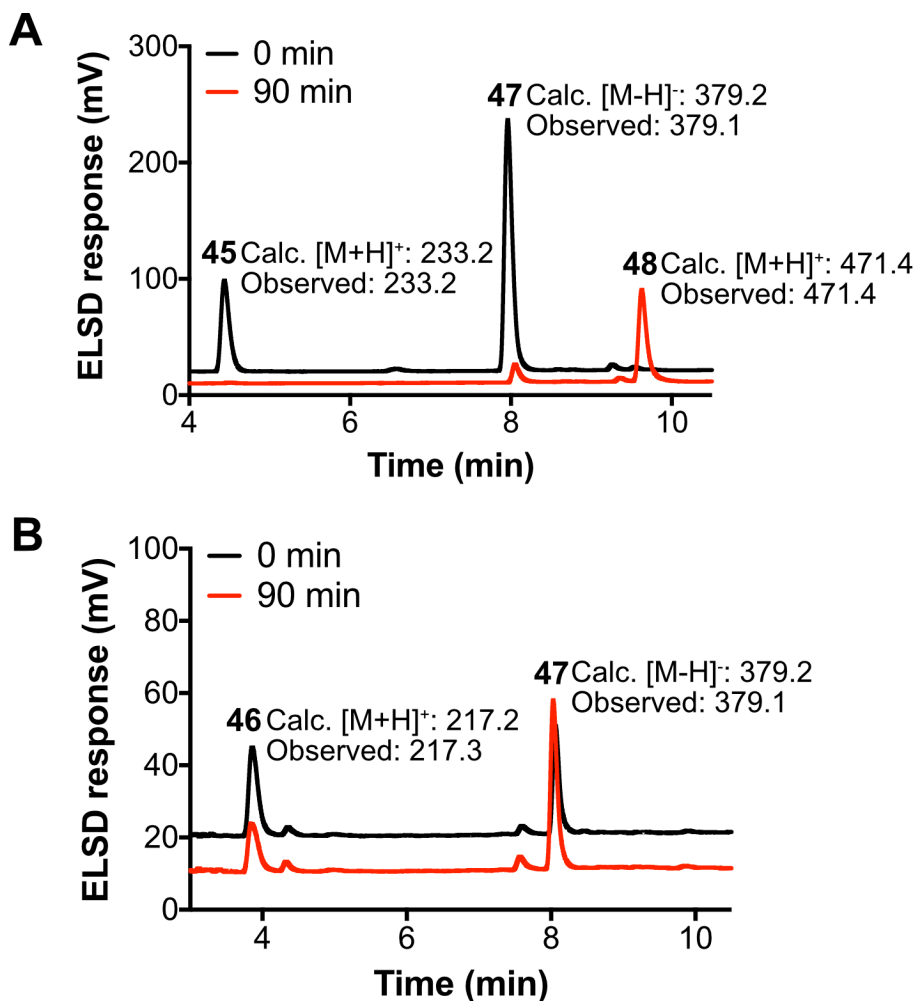 A
ELSD response (mV)
300
200
100
0
0 min
90 min
45 Calc. [M+H]+: 233.2
Observed: 233.2
47 Calc. [M-H]-: 379.2
Observed: 379.1
48 Calc. [M+H]+: 471.4
Observed: 471.4
4 6 8 10
Time (min)
B
ELSD response (mV)
100
80
60
40
20
0
0 min
90 min
46 Calc. [M+H]+: 217.2
Observed: 217.3
47 Calc. [M-H]-: 379.2
Observed: 379.1
4 6 8 10
Time (min)